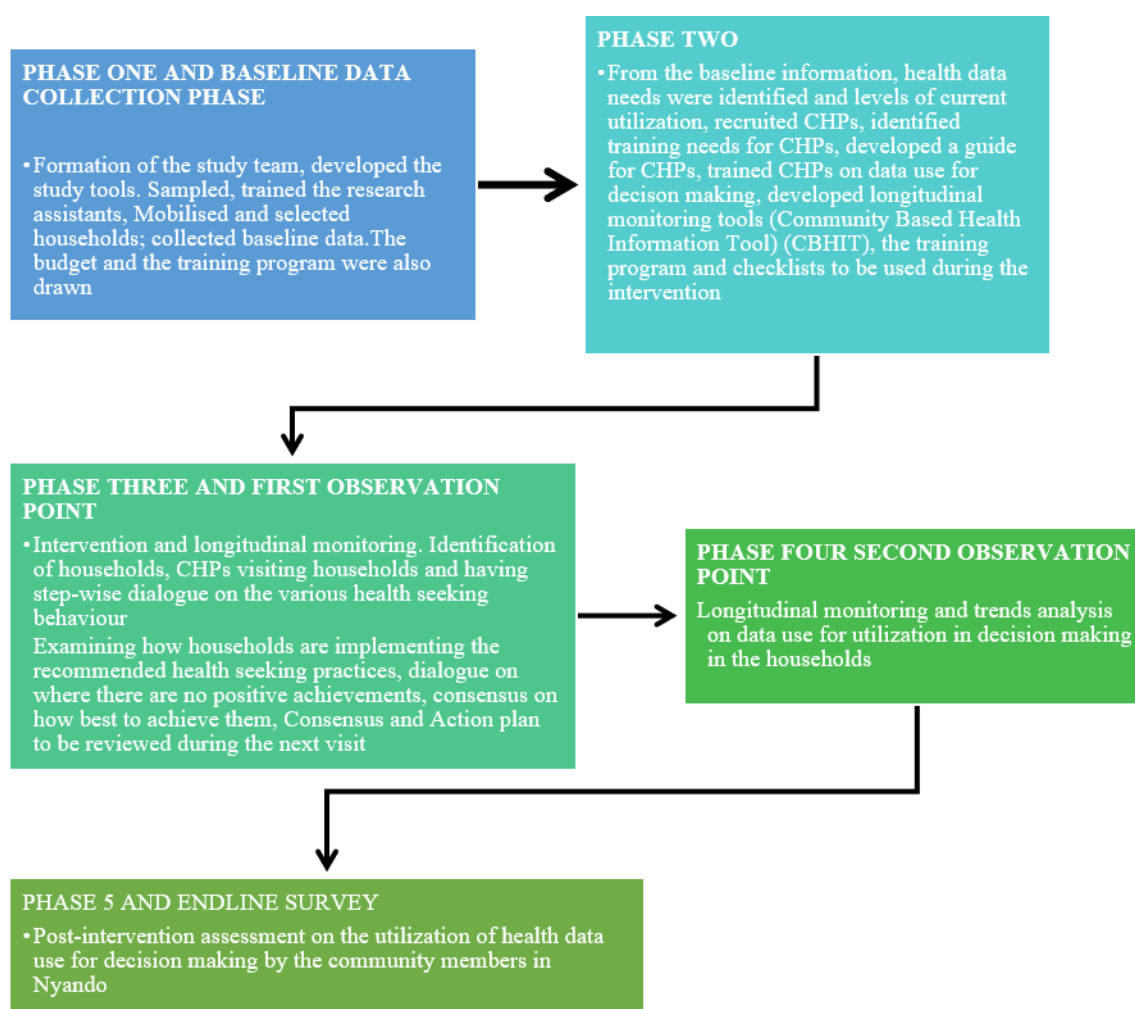 PHASE ONE AND BASELINE DATA
COLLECTION PHASE
•Formation of the study team, developed the
study tools. Sampled, trained the research
assistants, Mobilised and selected
households; collected baseline data.The
budget and the training program were also
drawn
PHASE TWO
•From the baseline information, health data
needs were identified and levels of current
utilization, recruited CHPs, identified
training needs for CHPs, developed a guide
for CHPs, trained CHPs on data use for
decison making, developed longitudinal
monitoring tools (Community Based Health
Information Tool) (CBHIT), the training
program and checklists to be used during the
intervention
PHASE THREE AND FIRST OBSERVATION
POINT
•Intervention and longitudinal monitoring. Identification
of households, CHPs visiting households and having
step-wise dialogue on the various health seeking
behaviour
Examining how households are implementing the
recommended health seeking practices, dialogue on
where there are no positive achievements, consensus on
how best to achieve them, Consensus and Action plan
to be reviewed during the next visit
PHASE FOUR SECOND OBSERVATION
POINT
Longitudinal monitoring and trends analysis
on data use for utilization in decision making
in the households
PHASE 5 AND ENDLINE SURVEY
•Post-intervention assessment on the utilization of health data
use for decision making by the community members in
Nyando